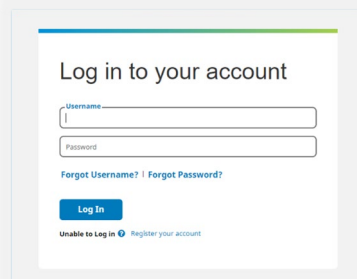 Log in to your account
Username
Password
Forgot Username? | Forgot Password?
Log In
Unable to Log in ? Register your account